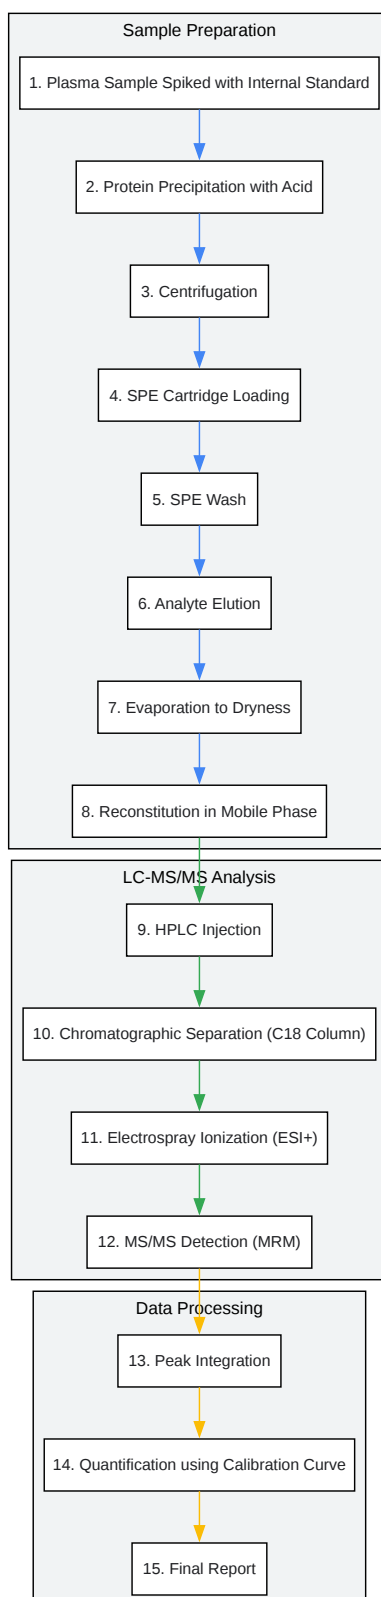 Sample Preparation
1. Plasma Sample Spiked with Internal Standard
2. Protein Precipitation with Acid
3. Centrifugation
4. SPE Cartridge Loading
5. SPE Wash
6. Analyte Elution
7. Evaporation to Dryness
8. Reconstitution in Mobile Phase
LC-MS/MS Analysis
9. HPLC Injection
10. Chromatographic Separation (C18 Column)
11. Electrospray Ionization (ESI+)
12. MS/MS Detection (MRM)
Data Processing
13. Peak Integration
14. Quantification using Calibration Curve
15. Final Report